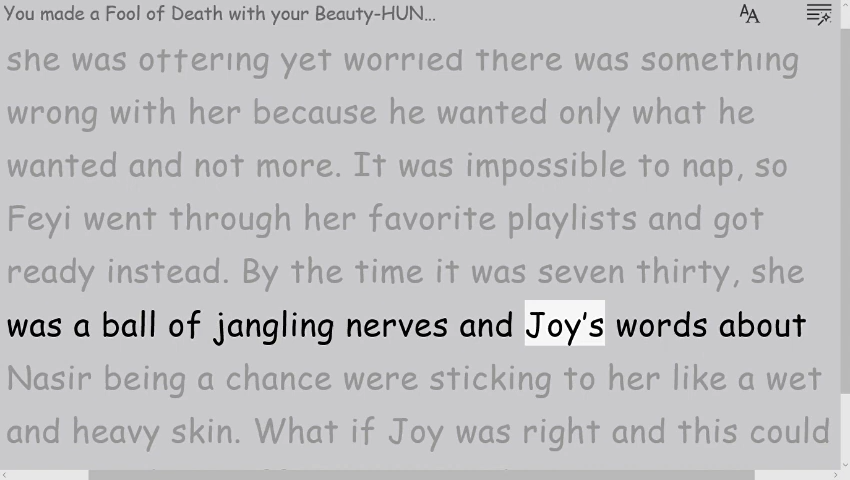 You made a Fool of Death with your Beauty-HUN...
she was offering yet worried there was something
wrong with her because he wanted only what he
wanted and not more. It was impossible to nap, so
Feyi went through her favorite playlists and got
ready instead. By the time it was seven thirty, she
was a ball of jangling nerves and Joy's words about
Nasir being a chance were sticking to her like a wet
and heavy skin. What if Joy was right and this could